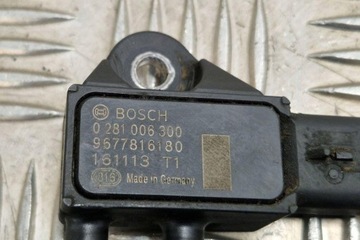 BOSCH
0 281 006 300
9677816180
161113 T1
Made in Germany